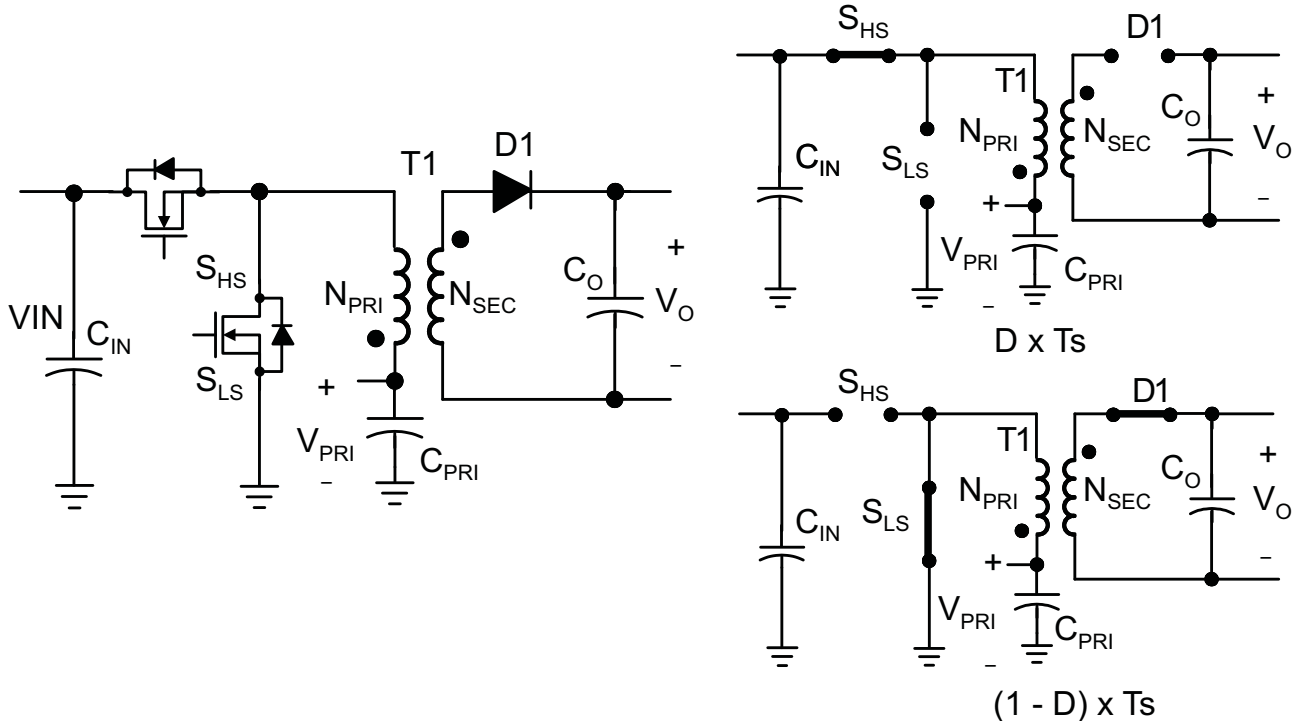 T1
D1
S_HS
VIN
C_IN
S_LS
N_PRI
N_SEC
C_O
+
V_O
−
+
V_PRI
−
C_PRI
S_HS
D1
T1
C_IN
S_LS
N_PRI
N_SEC
C_O
+
V_O
−
+
V_PRI
−
C_PRI
D x Ts
S_HS
D1
T1
C_IN
S_LS
N_PRI
N_SEC
C_O
+
V_O
−
+
V_PRI
−
C_PRI
(1 - D) x Ts